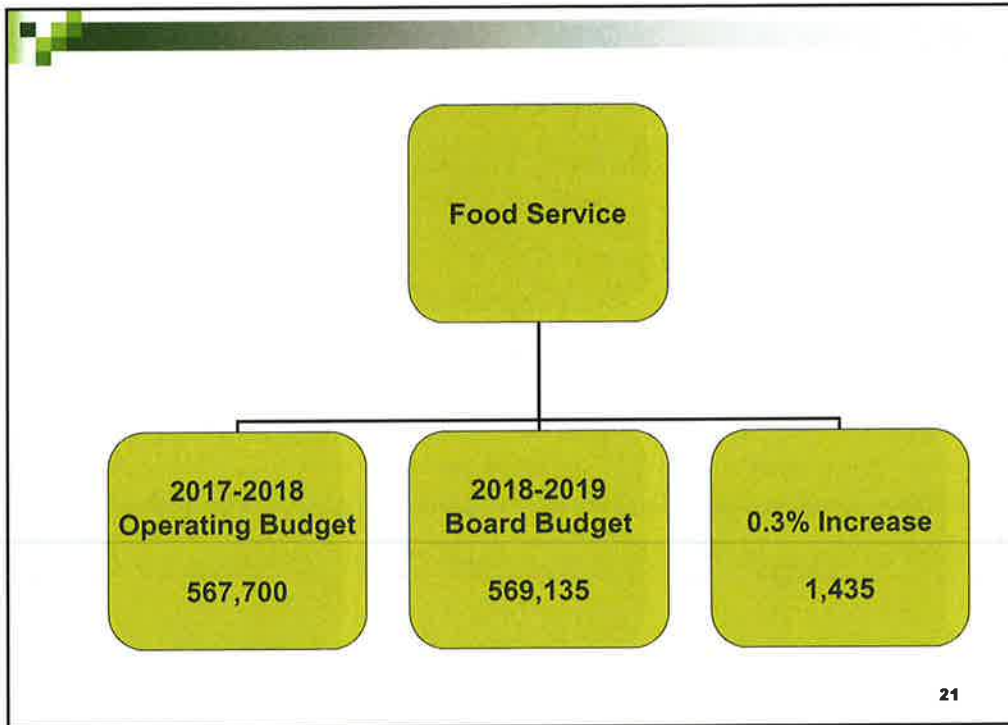 Food Service
2017-2018
Operating Budget
567,700
2018-2019
Board Budget
569,135
0.3% Increase
1,435
21